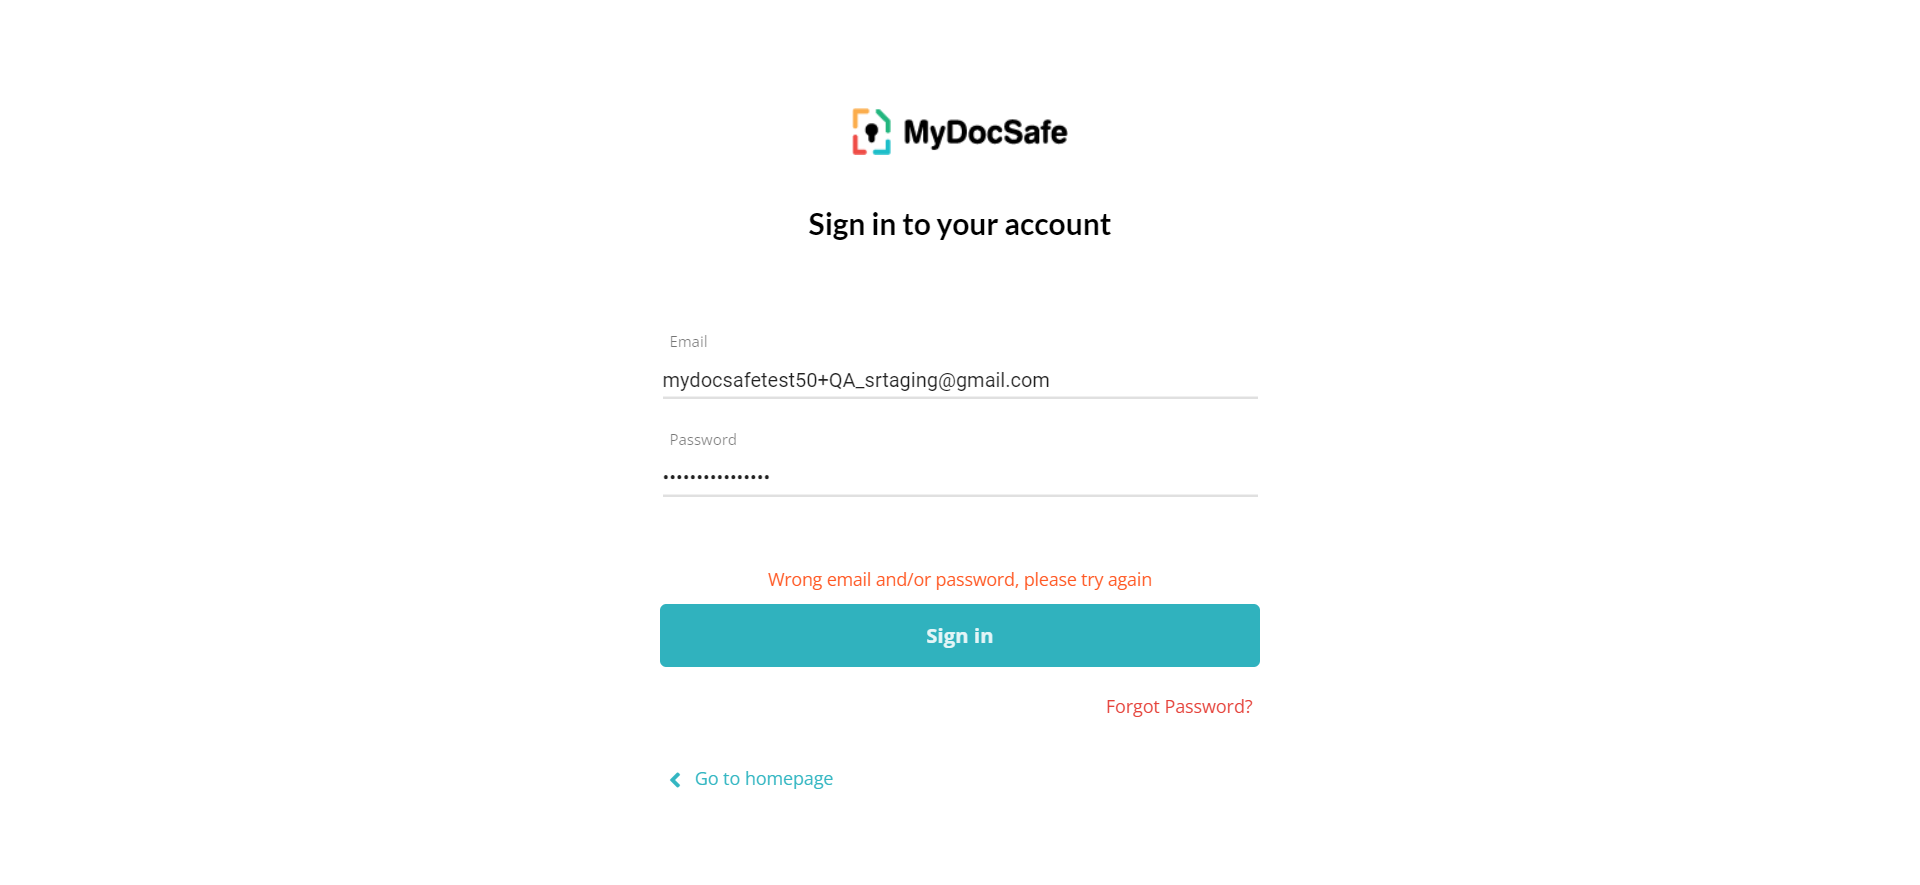 MyDocSafe
Sign in to your account
Email
mydocsafetest50+QA_srtaging@gmail.com
Password
••••••••••••••••
Wrong email and/or password, please try again
Sign in
Forgot Password?
Go to homepage